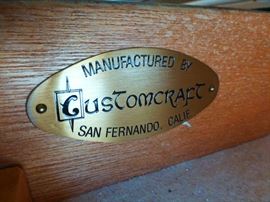 MANUFACTURED BY
CUSTOMCRAFT
SAN FERNANDO, CALIF.